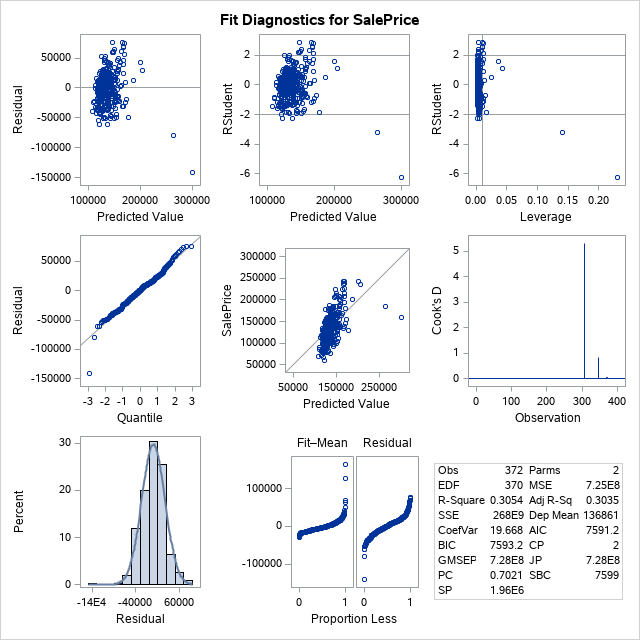 Fit Diagnostics for SalePrice
Residual
50000
0
-50000
-100000
-150000
100000 200000 300000
Predicted Value
RStudent
2
0
-2
-4
-6
100000 200000 300000
Predicted Value
RStudent
2
0
-2
-4
-6
0.00 0.05 0.10 0.15 0.20
Leverage
Residual
50000
0
-50000
-100000
-150000
-3 -2 -1 0 1 2 3
Quantile
SalePrice
300000
250000
200000
150000
100000
50000
50000 150000 250000
Predicted Value
Cook's D
5
4
3
2
1
0
0 100 200 300 400
Observation
Percent
30
20
10
0
-14E4 -40000 60000
Residual
Fit–Mean Residual
100000
0
-100000
0 1 0 1
Proportion Less
Obs 372 Parms 2
EDF 370 MSE 7.25E8
R-Square 0.3054 Adj R-Sq 0.3035
SSE 268E9 Dep Mean 136861
CoefVar 19.668 AIC 7591.2
BIC 7593.2 CP 2
GMSEP 7.28E8 JP 7.28E8
PC 0.7021 SBC 7599
SP 1.96E6